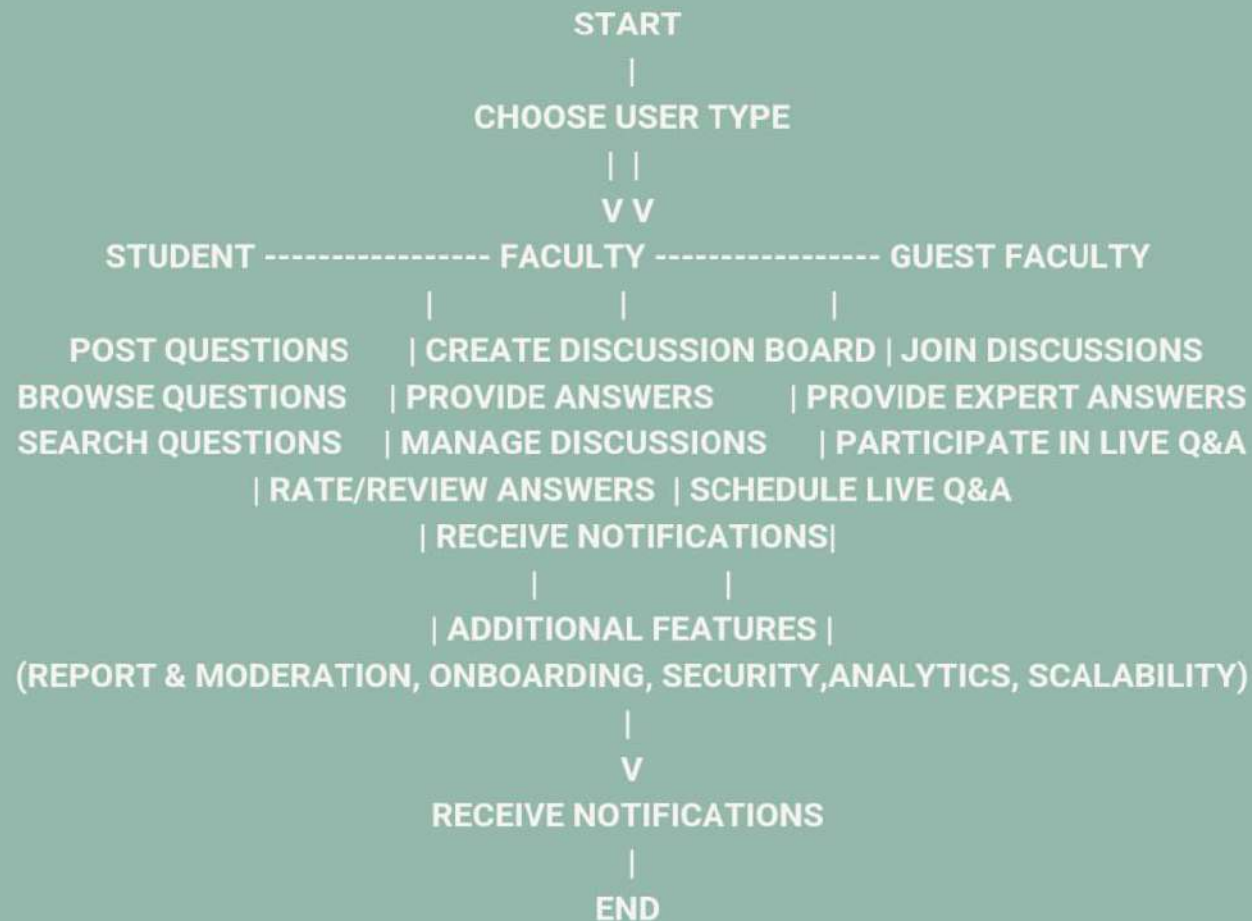 START
|
CHOOSE USER TYPE
| |
V V
STUDENT ----------------- FACULTY ----------------- GUEST FACULTY
| | |
POST QUESTIONS | CREATE DISCUSSION BOARD | JOIN DISCUSSIONS
BROWSE QUESTIONS | PROVIDE ANSWERS | PROVIDE EXPERT ANSWERS
SEARCH QUESTIONS | MANAGE DISCUSSIONS | PARTICIPATE IN LIVE Q&A
| RATE/REVIEW ANSWERS | SCHEDULE LIVE Q&A
| RECEIVE NOTIFICATIONS|
| |
| ADDITIONAL FEATURES |
(REPORT & MODERATION, ONBOARDING, SECURITY,ANALYTICS, SCALABILITY)
|
V
RECEIVE NOTIFICATIONS
|
END